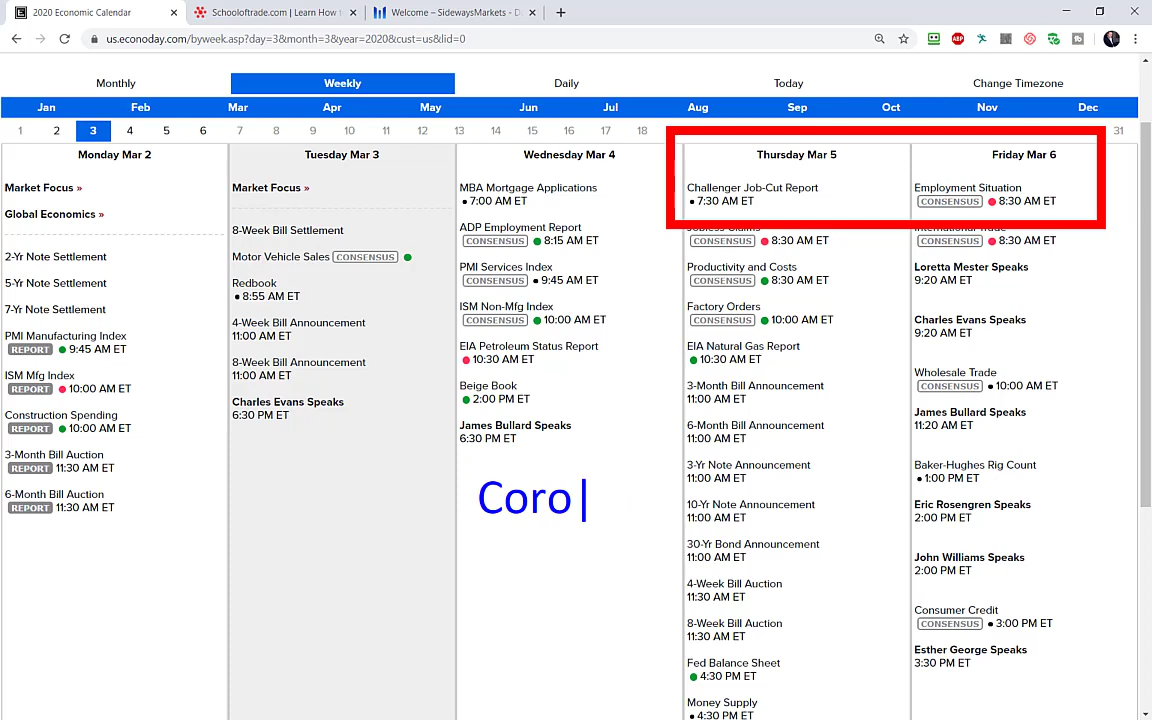 2020 Economic Calendar
Schooloftrade.com | Learn How t
Welcome – SidewaysMarkets - D
us.econoday.com/byweek.asp?day=3&month=3&year=2020&cust=us&lid=0
ABP
Monthly Weekly Daily Today Change Timezone
Jan Feb Mar Apr May Jun Jul Aug Sep Oct Nov Dec
1 2 3 4 5 6 7 8 9 10 11 12 13 14 15 16 17 18 31
Monday Mar 2
Market Focus »
Global Economics »
2-Yr Note Settlement
5-Yr Note Settlement
7-Yr Note Settlement
PMI Manufacturing Index
REPORT 9:45 AM ET
ISM Mfg Index
REPORT 10:00 AM ET
Construction Spending
REPORT 10:00 AM ET
3-Month Bill Auction
REPORT 11:30 AM ET
6-Month Bill Auction
REPORT 11:30 AM ET
Tuesday Mar 3
Market Focus »
8-Week Bill Settlement
Motor Vehicle Sales CONSENSUS
Redbook
8:55 AM ET
4-Week Bill Announcement
11:00 AM ET
8-Week Bill Announcement
11:00 AM ET
Charles Evans Speaks
6:30 PM ET
Wednesday Mar 4
MBA Mortgage Applications
7:00 AM ET
ADP Employment Report
CONSENSUS 8:15 AM ET
PMI Services Index
CONSENSUS 9:45 AM ET
ISM Non-Mfg Index
CONSENSUS 10:00 AM ET
EIA Petroleum Status Report
10:30 AM ET
Beige Book
2:00 PM ET
James Bullard Speaks
6:30 PM ET
Coro
Thursday Mar 5
Challenger Job-Cut Report
7:30 AM ET
Jobless Claims
CONSENSUS 8:30 AM ET
Productivity and Costs
CONSENSUS 8:30 AM ET
Factory Orders
CONSENSUS 10:00 AM ET
EIA Natural Gas Report
10:30 AM ET
3-Month Bill Announcement
11:00 AM ET
6-Month Bill Announcement
11:00 AM ET
3-Yr Note Announcement
11:00 AM ET
10-Yr Note Announcement
11:00 AM ET
30-Yr Bond Announcement
11:00 AM ET
4-Week Bill Auction
11:30 AM ET
8-Week Bill Auction
11:30 AM ET
Fed Balance Sheet
4:30 PM ET
Money Supply
4:30 PM ET
Friday Mar 6
Employment Situation
CONSENSUS 8:30 AM ET
International Trade
CONSENSUS 8:30 AM ET
Loretta Mester Speaks
9:20 AM ET
Charles Evans Speaks
9:20 AM ET
Wholesale Trade
CONSENSUS 10:00 AM ET
James Bullard Speaks
11:20 AM ET
Baker-Hughes Rig Count
1:00 PM ET
Eric Rosengren Speaks
2:00 PM ET
John Williams Speaks
2:00 PM ET
Consumer Credit
CONSENSUS 3:00 PM ET
Esther George Speaks
3:30 PM ET